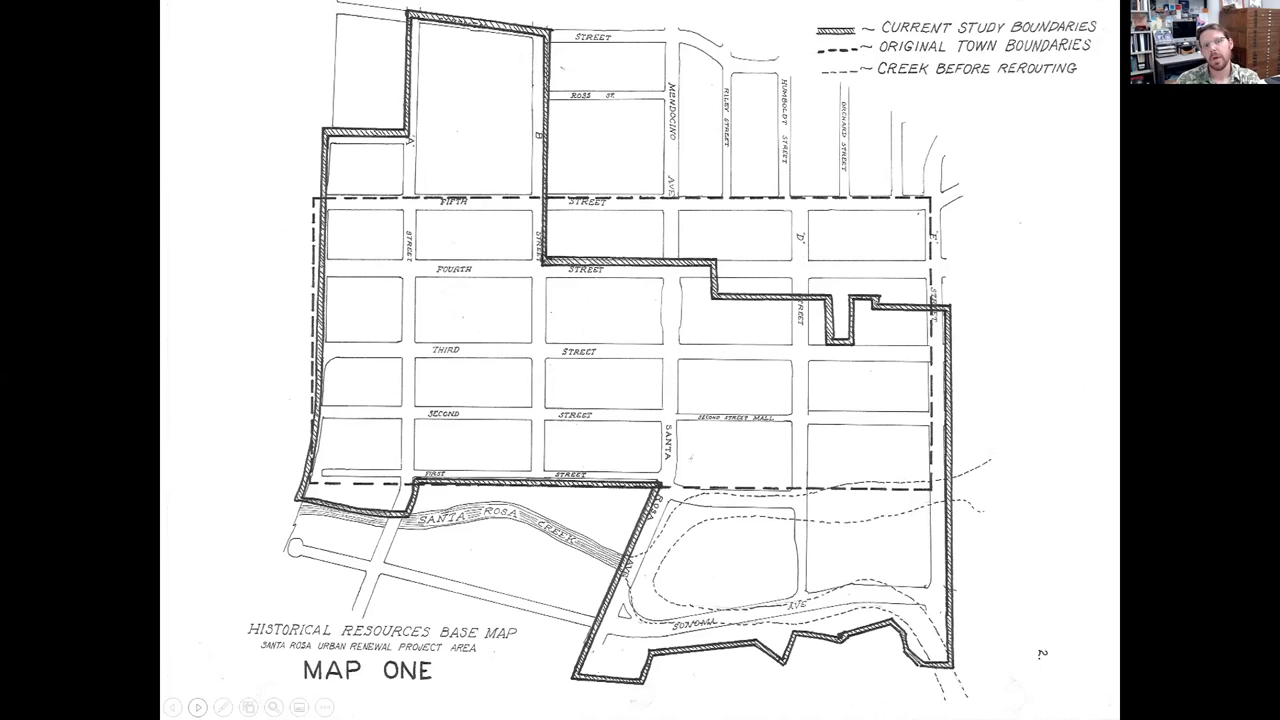 ~ CURRENT STUDY BOUNDARIES
~ ORIGINAL TOWN BOUNDARIES
~ CREEK BEFORE REROUTING
STREET
ROSS ST.
MENDOCINO AVE
RILEY STREET
HUMBOLDT STREET
ORCHARD STREET
'A' STREET
B STREET
FIFTH STREET
'D' STREET
'E' STREET
FOURTH STREET
THIRD STREET
SECOND STREET
SECOND STREET MALL
FIRST STREET
SANTA ROSA AVE
SANTA ROSA CREEK
SONOMA AVE
HISTORICAL RESOURCES BASE MAP
SANTA ROSA URBAN RENEWAL PROJECT AREA
MAP ONE
2.